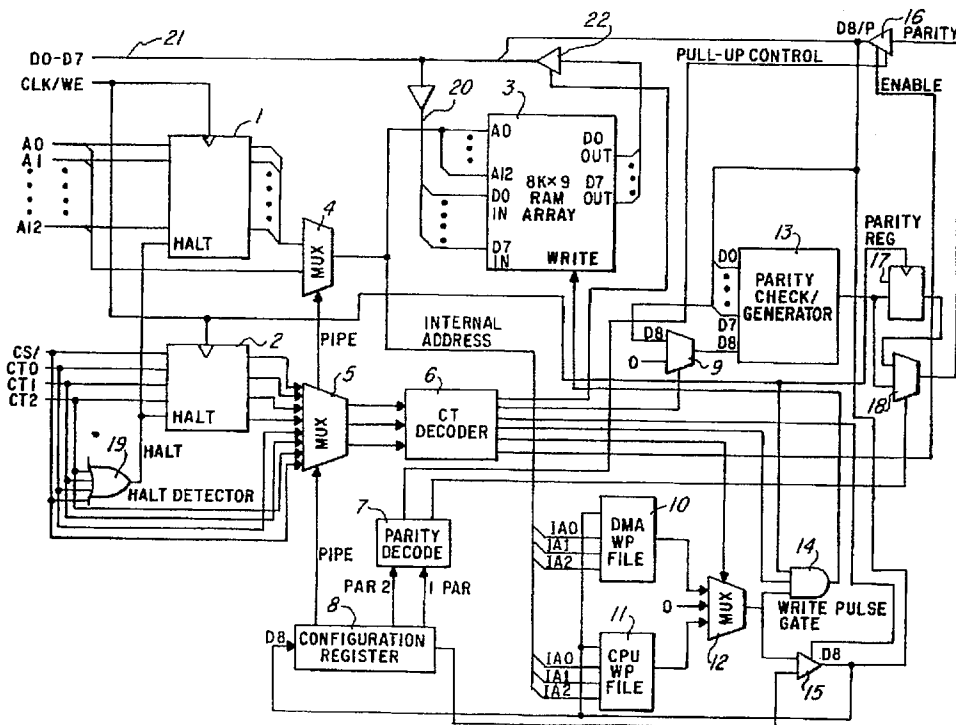 22
16
21
D8/P
PARITY
D0-D7
PULL-UP CONTROL
CLK/WE
20
3
ENABLE
1
A0
A1
A12
HALT
4
MUX
A0
A12
D0
IN
D7
IN
8K×9
RAM
ARRAY
D0
OUT
D7
OUT
WRITE
PARITY
REG
17
13
D0
D7
D8
PARITY
CHECK/
GENERATOR
PIPE
INTERNAL
ADDRESS
D8
0
9
18
CS/
CT0
CT1
CT2
2
HALT
5
MUX
6
CT
DECODER
19
HALT
HALT DETECTOR
7
PARITY
DECODE
10
IA0
IA1
IA2
DMA
WP
FILE
14
PIPE
PAR 2
1 PAR
0
MUX
12
WRITE PULSE
GATE
8
D8
CONFIGURATION
REGISTER
11
IA0
IA1
IA2
CPU
WP
FILE
D8
15